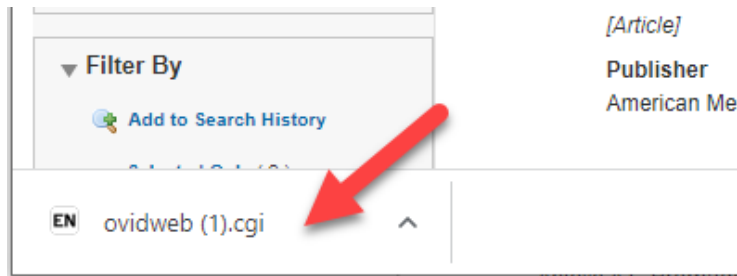 [Article]
Filter By
Publisher
American Me
Add to Search History
EN ovidweb (1).cgi